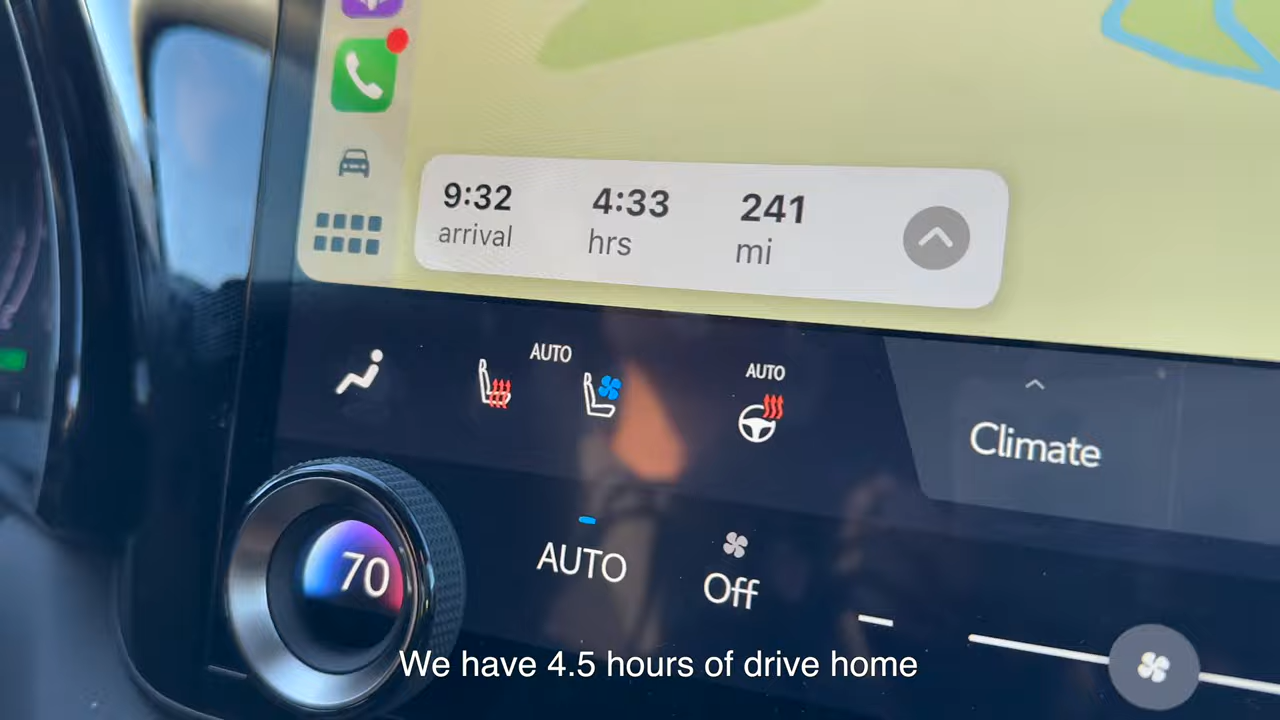 9:32 4:33 241
arrival hrs mi
AUTO AUTO
Climate
70 AUTO Off
We have 4.5 hours of drive home